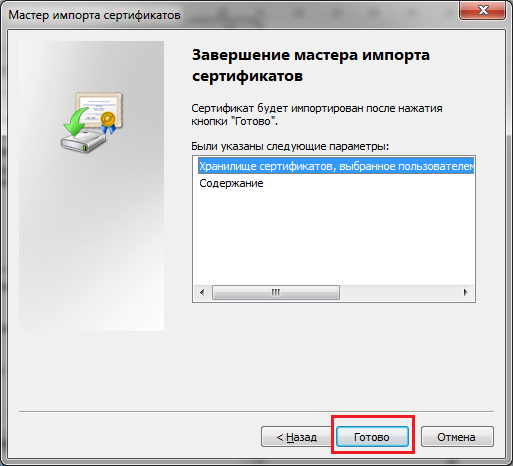 Мастер импорта сертификатов
Завершение мастера импорта
сертификатов
Сертификат будет импортирован после нажатия
кнопки "Готово".
Были указаны следующие параметры:
Хранилище сертификатов, выбранное пользователем
Содержание
< Назад
Готово
Отмена